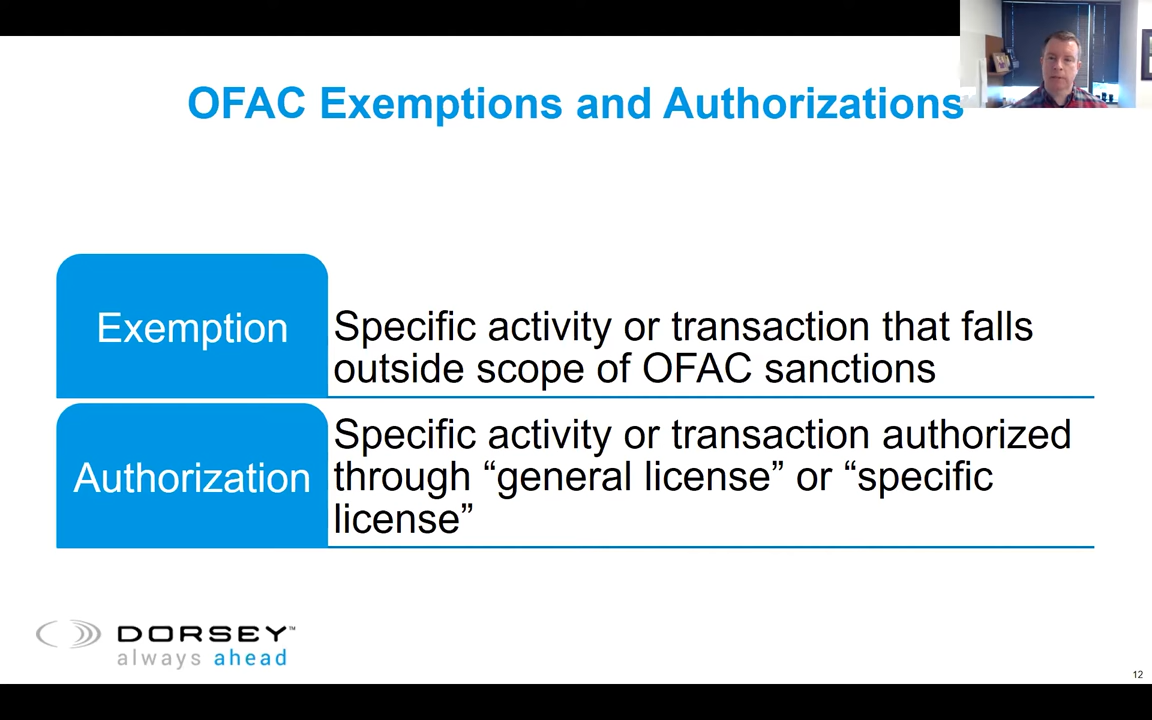 OFAC Exemptions and Authorizations
Exemption
Specific activity or transaction that falls
outside scope of OFAC sanctions
Authorization
Specific activity or transaction authorized
through “general license” or “specific
license”
DORSEY™
always ahead
12